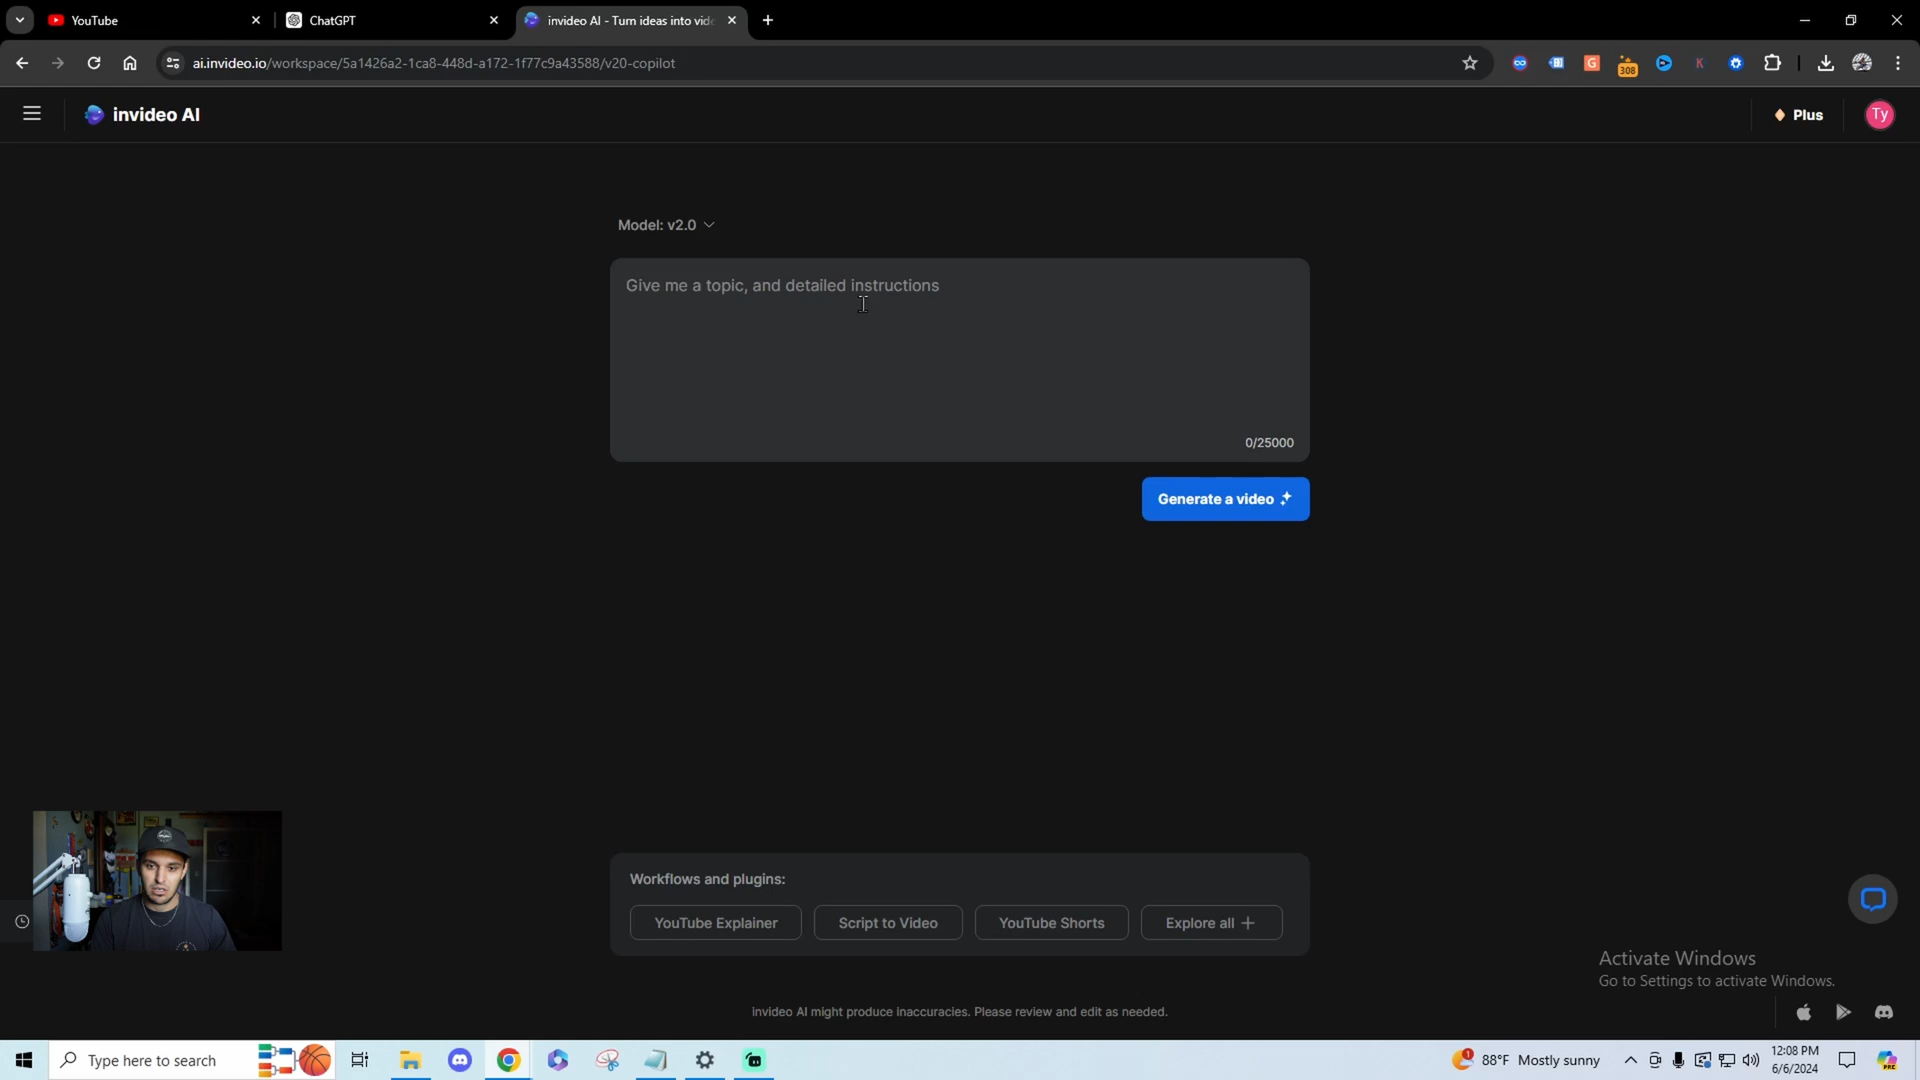 YouTube
ChatGPT
invideo AI - Turn ideas into vid
ai.invideo.io/workspace/5a1426a2-1ca8-448d-a172-1f77c9a43588/v20-copilot
308
invideo AI
Plus
Ty
Model: v2.0
Give me a topic, and detailed instructions
0/25000
Generate a video
Workflows and plugins:
YouTube Explainer
Script to Video
YouTube Shorts
Explore all
Activate Windows
Go to Settings to activate Windows.
invideo AI might produce inaccuracies. Please review and edit as needed.
Type here to search
1
88°F Mostly sunny
12:08 PM
6/6/2024
PRE